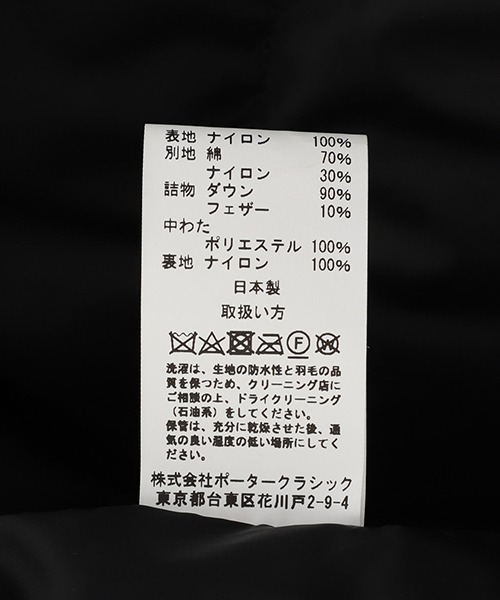 表地 ナイロン 100%
別地 綿 70%
ナイロン 30%
詰物 ダウン 90%
フェザー 10%
中わた
ポリエステル 100%
裏地 ナイロン 100%
日本製
取扱い方
F W
洗濯は、生地の防水性と羽毛の品
質を保つため、クリーニング店に
ご相談の上、ドライクリーニング
(石油系)をしてください。
保管は、充分に乾燥させた後、通
気の良い湿度の低い場所にしてく
ださい。
株式会社ポータークラシック
東京都台東区花川戸2-9-4